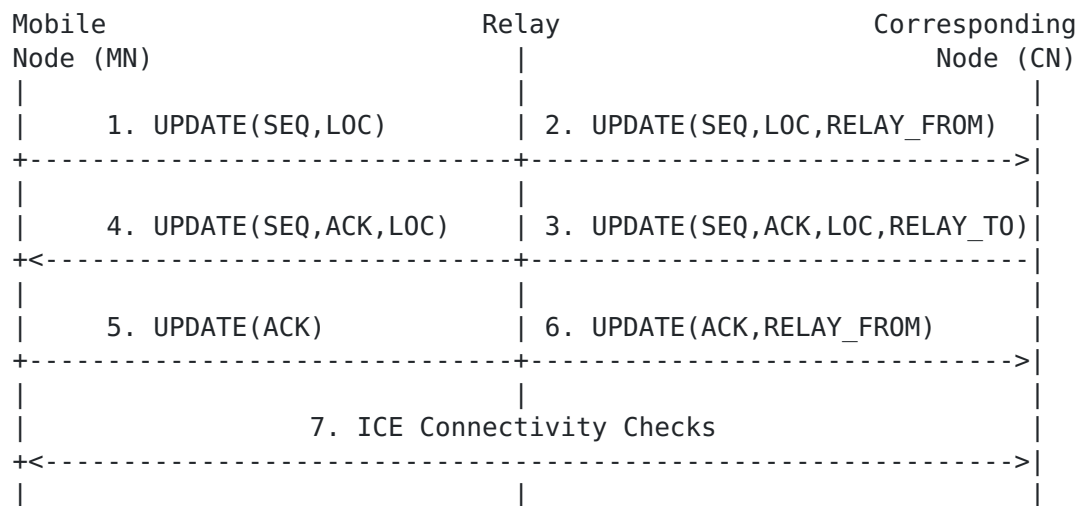 Mobile Relay Corresponding
Node (MN) Node (CN)
1. UPDATE(SEQ,LOC) 2. UPDATE(SEQ,LOC,RELAY_FROM)
4. UPDATE(SEQ,ACK,LOC) 3. UPDATE(SEQ,ACK,LOC,RELAY_TO)
5. UPDATE(ACK) 6. UPDATE(ACK,RELAY_FROM)
7. ICE Connectivity Checks